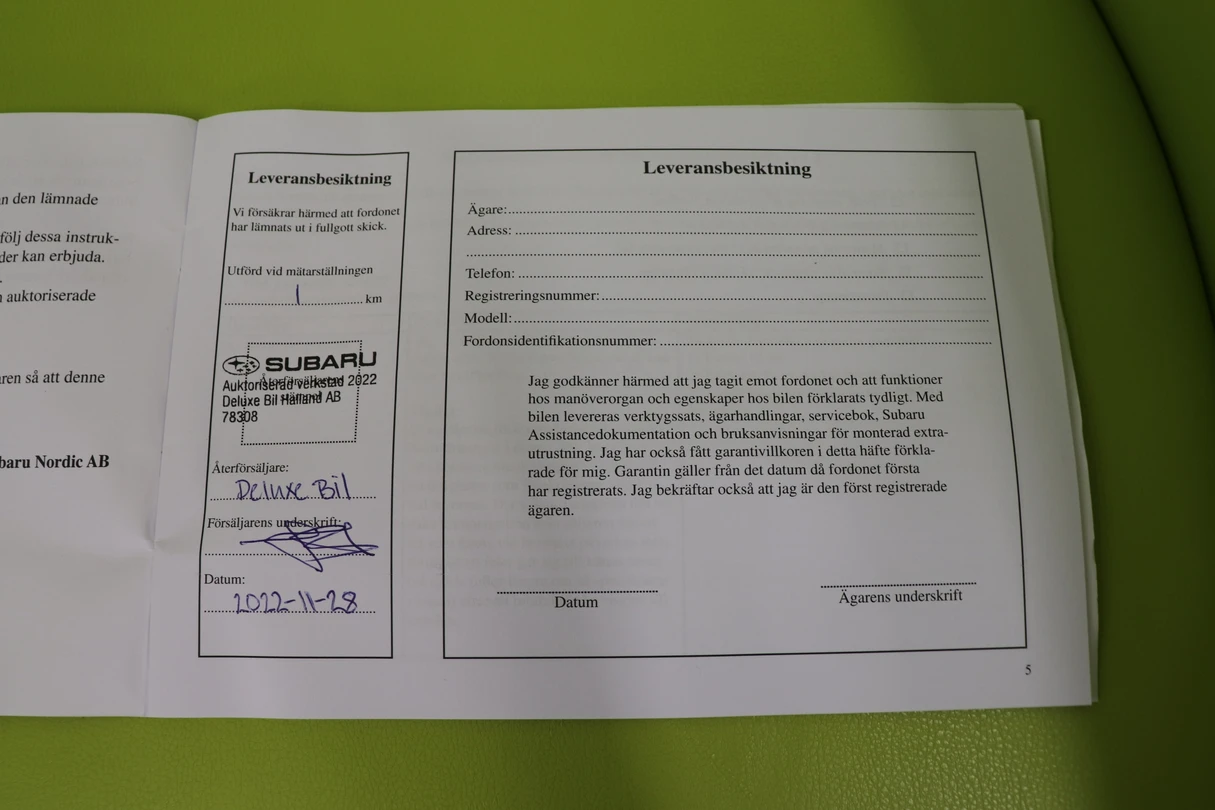 n den lämnade
följ dessa instruk-
der kan erbjuda.
auktoriserade
ren så att denne
baru Nordic AB
Leveransbesiktning
Vi försäkrar härmed att fordonet
har lämnats ut i fullgott skick.
Utförd vid mätarställningen
1 km
SUBARU
Auktoriserad verkstad 2022
Deluxe Bil Halland AB
78308
Återförsäljare:
Deluxe Bil
Försäljarens underskrift:
Datum:
2022-11-28
Leveransbesiktning
Ägare:
Adress:
Telefon:
Registreringsnummer:
Modell:
Fordonsidentifikationsnummer:
Jag godkänner härmed att jag tagit emot fordonet och att funktioner
hos manöverorgan och egenskaper hos bilen förklarats tydligt. Med
bilen levereras verktygssats, ägarhandlingar, servicebok, Subaru
Assistancedokumentation och bruksanvisningar för monterad extra-
utrustning. Jag har också fått garantivillkoren i detta häfte förkla-
rade för mig. Garantin gäller från det datum då fordonet första
har registrerats. Jag bekräftar också att jag är den först registrerade
ägaren.
Datum
Ägarens underskrift
5